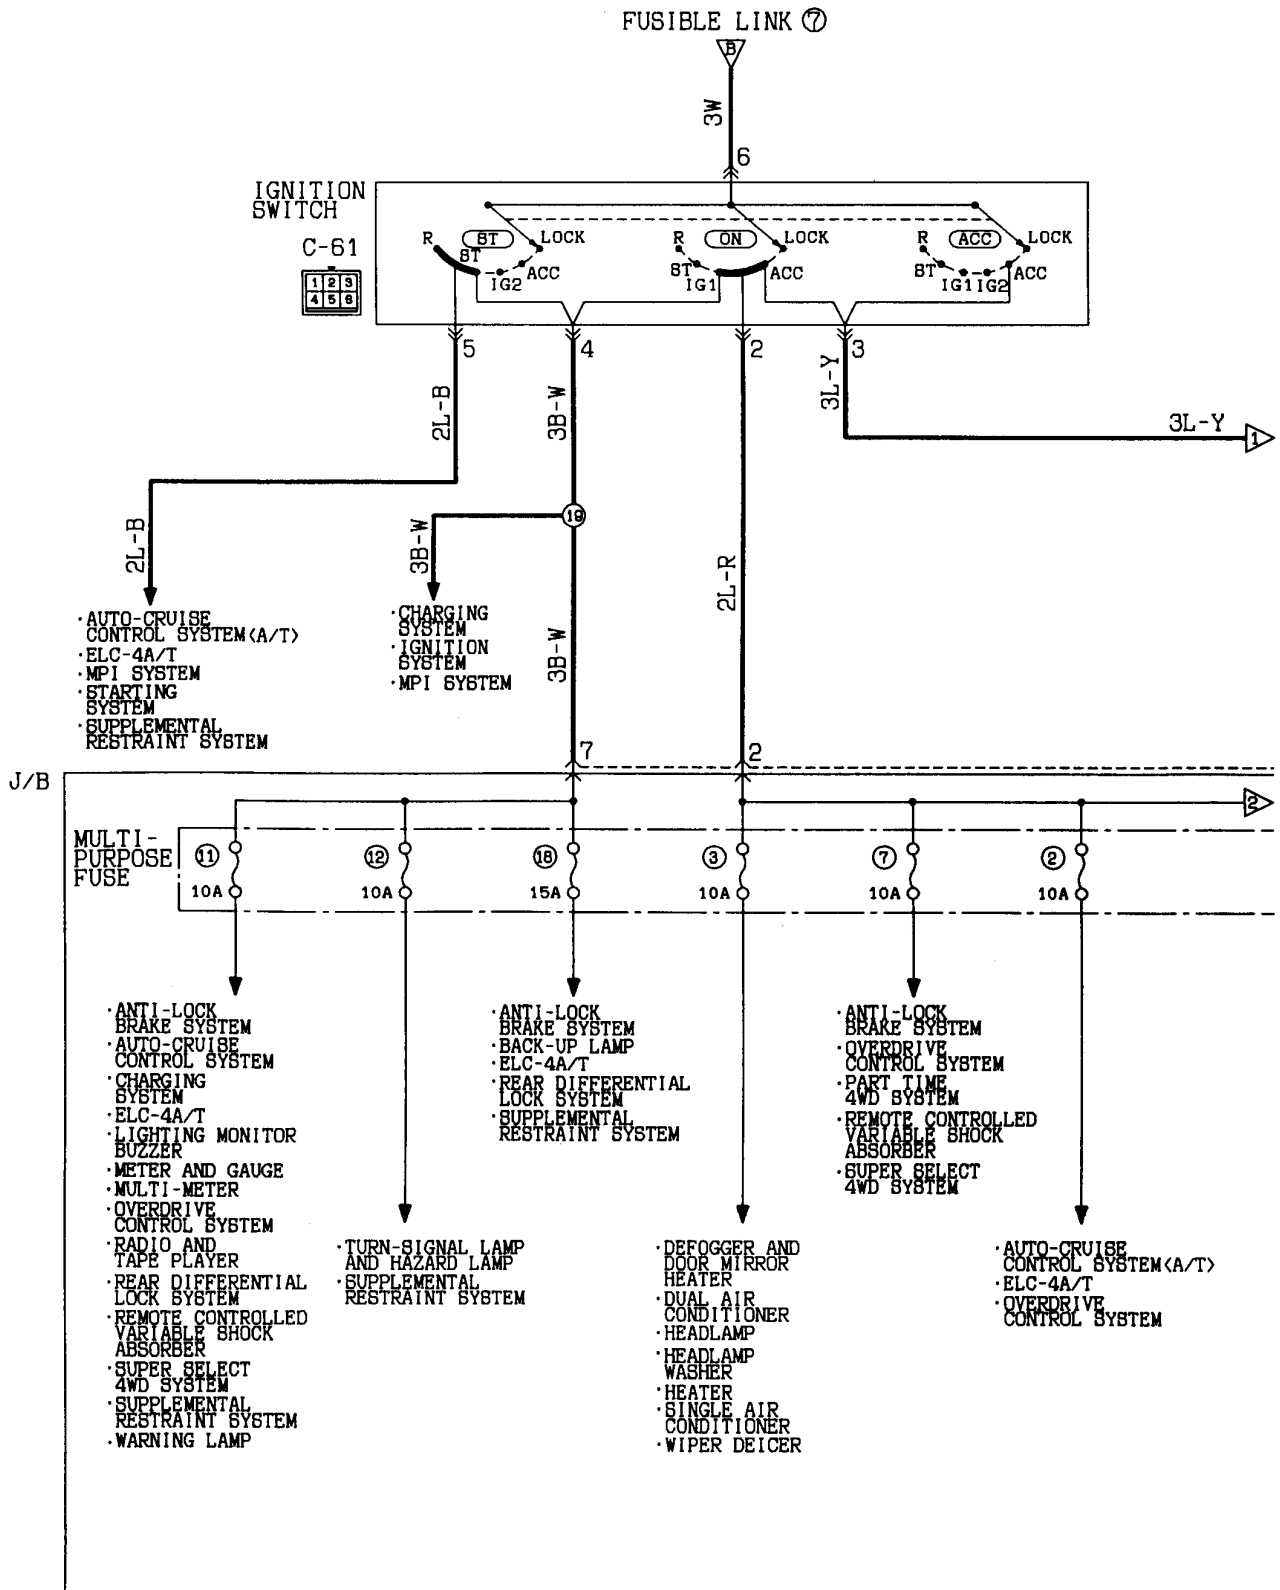 FUSIBLE LINK ⑦
B
3W
6
IGNITION
SWITCH
C-61
1 2 3
4 5 6
R ST LOCK
ST
IG2 ACC
R ON LOCK
ST
IG1 ACC
R ACC LOCK
ST
IG1 IG2 ACC
5
4
2
3
2L-B
3B-W
3L-Y
3L-Y
1
2L-B
3B-W
19
2L-R
3B-W
·AUTO-CRUISE
CONTROL SYSTEM<A/T>
·ELC-4A/T
·MPI SYSTEM
·STARTING
SYSTEM
·SUPPLEMENTAL
RESTRAINT SYSTEM
·CHARGING
SYSTEM
·IGNITION
SYSTEM
·MPI SYSTEM
7
2
J/B
2
MULTI-
PURPOSE
FUSE
⑪
10A
⑫
10A
⑱
15A
③
10A
⑦
10A
②
10A
·ANTI-LOCK
BRAKE SYSTEM
·AUTO-CRUISE
CONTROL SYSTEM
·CHARGING
SYSTEM
·ELC-4A/T
·LIGHTING MONITOR
BUZZER
·METER AND GAUGE
·MULTI-METER
·OVERDRIVE
CONTROL SYSTEM
·RADIO AND
TAPE PLAYER
·REAR DIFFERENTIAL
LOCK SYSTEM
·REMOTE CONTROLLED
VARIABLE SHOCK
ABSORBER
·SUPER SELECT
4WD SYSTEM
·SUPPLEMENTAL
RESTRAINT SYSTEM
·WARNING LAMP
·TURN-SIGNAL LAMP
AND HAZARD LAMP
·SUPPLEMENTAL
RESTRAINT SYSTEM
·ANTI-LOCK
BRAKE SYSTEM
·BACK-UP LAMP
·ELC-4A/T
·REAR DIFFERENTIAL
LOCK SYSTEM
·SUPPLEMENTAL
RESTRAINT SYSTEM
·DEFOGGER AND
DOOR MIRROR
HEATER
·DUAL AIR
CONDITIONER
·HEADLAMP
·HEADLAMP
WASHER
·HEATER
·SINGLE AIR
CONDITIONER
·WIPER DEICER
·ANTI-LOCK
BRAKE SYSTEM
·OVERDRIVE
CONTROL SYSTEM
·PART TIME
4WD SYSTEM
·REMOTE CONTROLLED
VARIABLE SHOCK
ABSORBER
·SUPER SELECT
4WD SYSTEM
·AUTO-CRUISE
CONTROL SYSTEM<A/T>
·ELC-4A/T
·OVERDRIVE
CONTROL SYSTEM